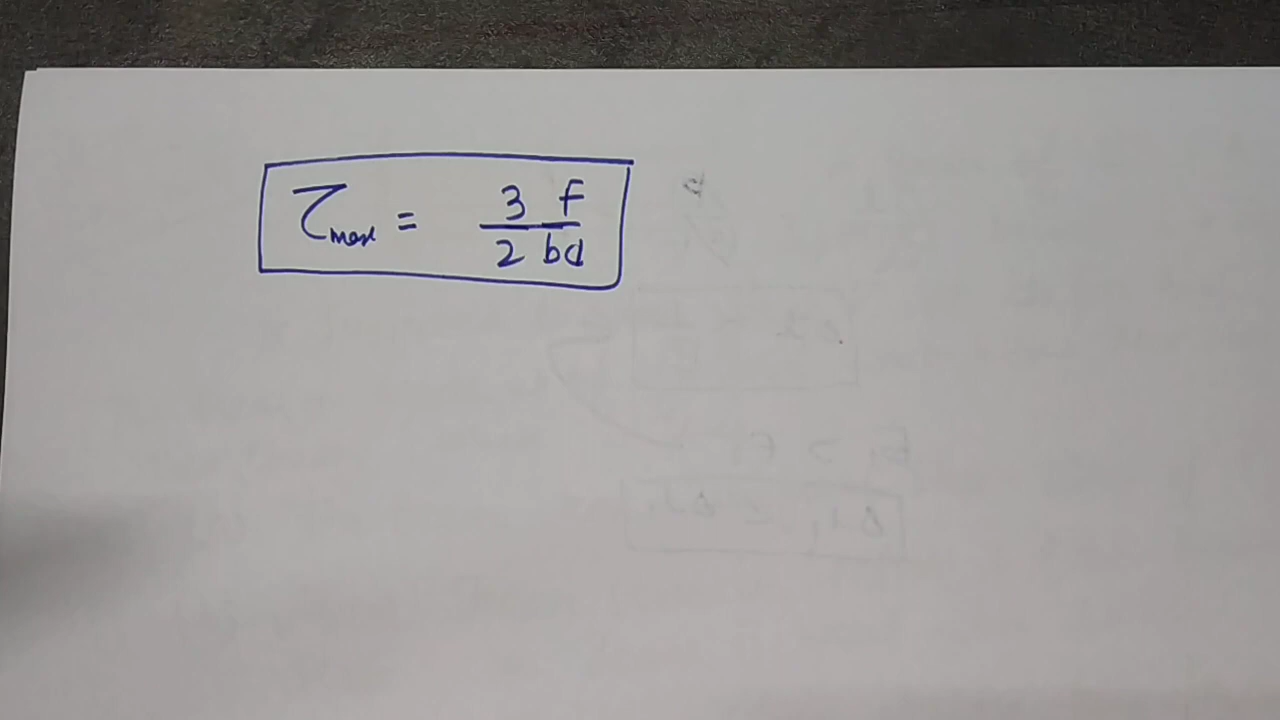 τmax = 3/2 f/bd